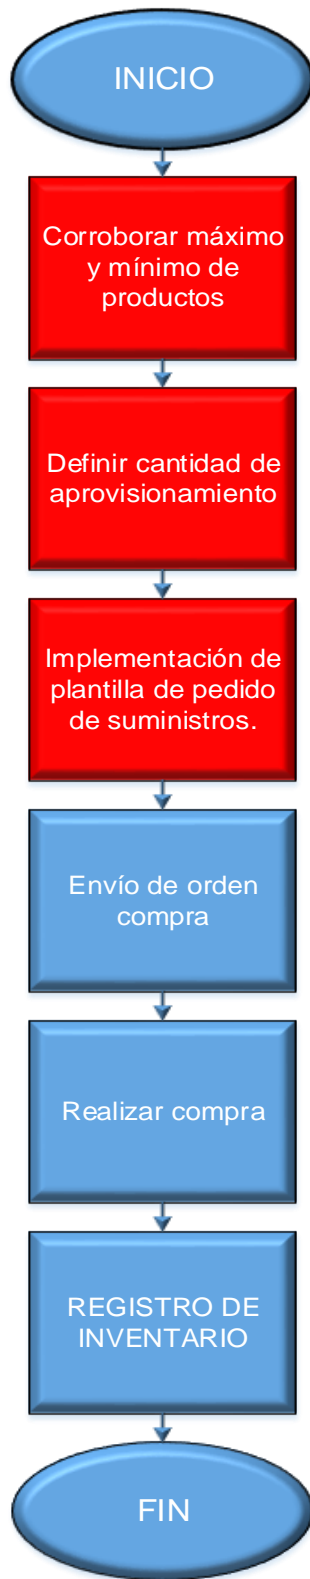 INICIO
Corroborar máximo
y mínimo de
productos
Definir cantidad de
aprovisionamiento
Implementación de
plantilla de pedido
de suministros.
Envío de orden
compra
Realizar compra
REGISTRO DE
INVENTARIO
FIN